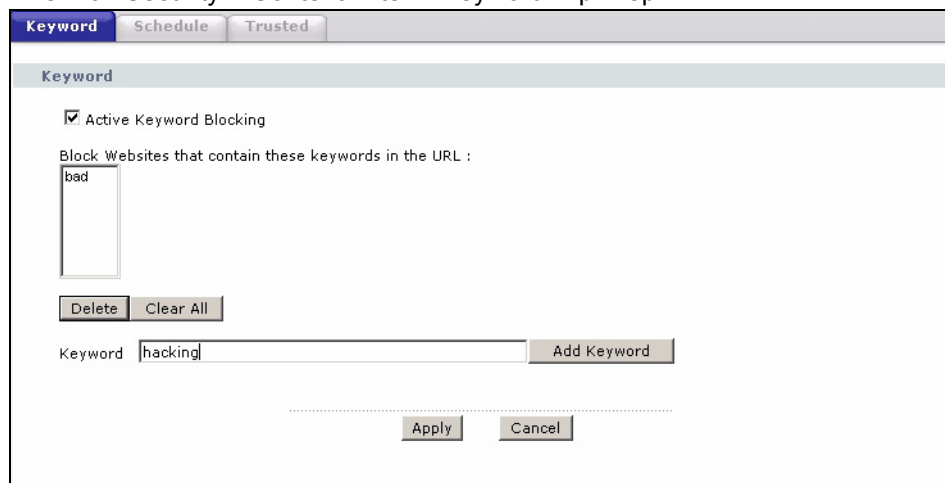 Keyword Schedule Trusted
Keyword
Active Keyword Blocking
Block Websites that contain these keywords in the URL :
bad
Delete Clear All
Keyword hacking Add Keyword
Apply Cancel